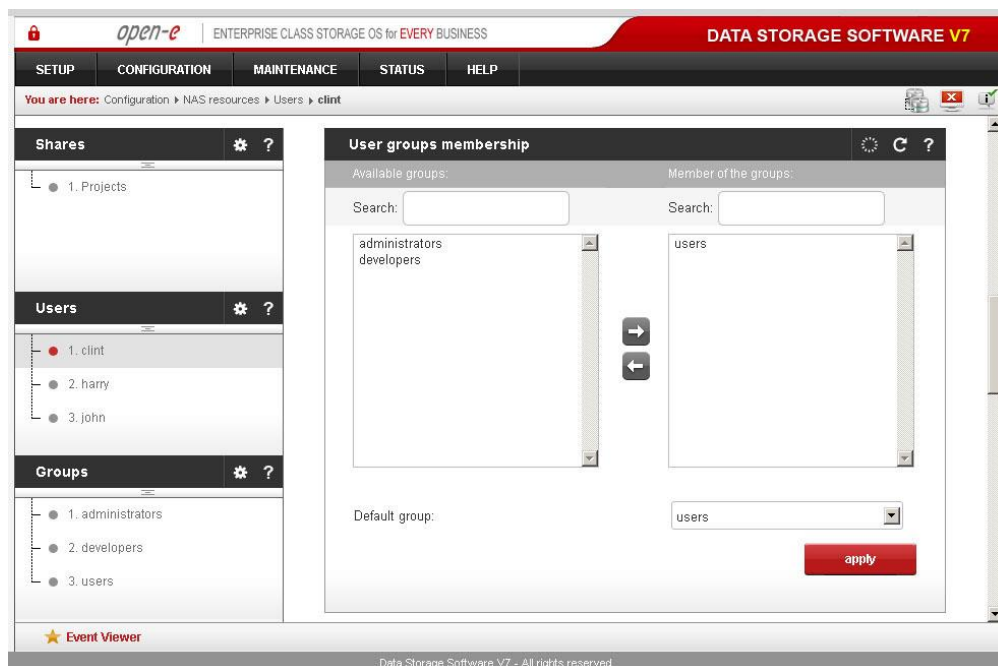 open-e ENTERPRISE CLASS STORAGE OS for EVERY BUSINESS DATA STORAGE SOFTWARE V7
SETUP CONFIGURATION MAINTENANCE STATUS HELP
You are here: Configuration NAS resources Users clint
Shares ?
1. Projects
Users ?
1. clint
2. harry
3. john
Groups ?
1. administrators
2. developers
3. users
User groups membership ?
Available groups: Member of the groups:
Search: Search:
administrators
developers
users
Default group: users
apply
Event Viewer
Data Storage Software V7 - All rights reserved